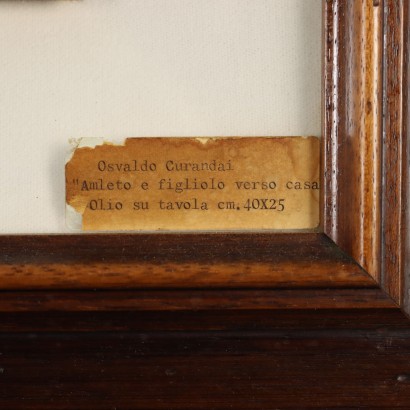 Osvaldo Curandai
"Amleto e figliolo verso casa
Olio su tavola cm.40X25